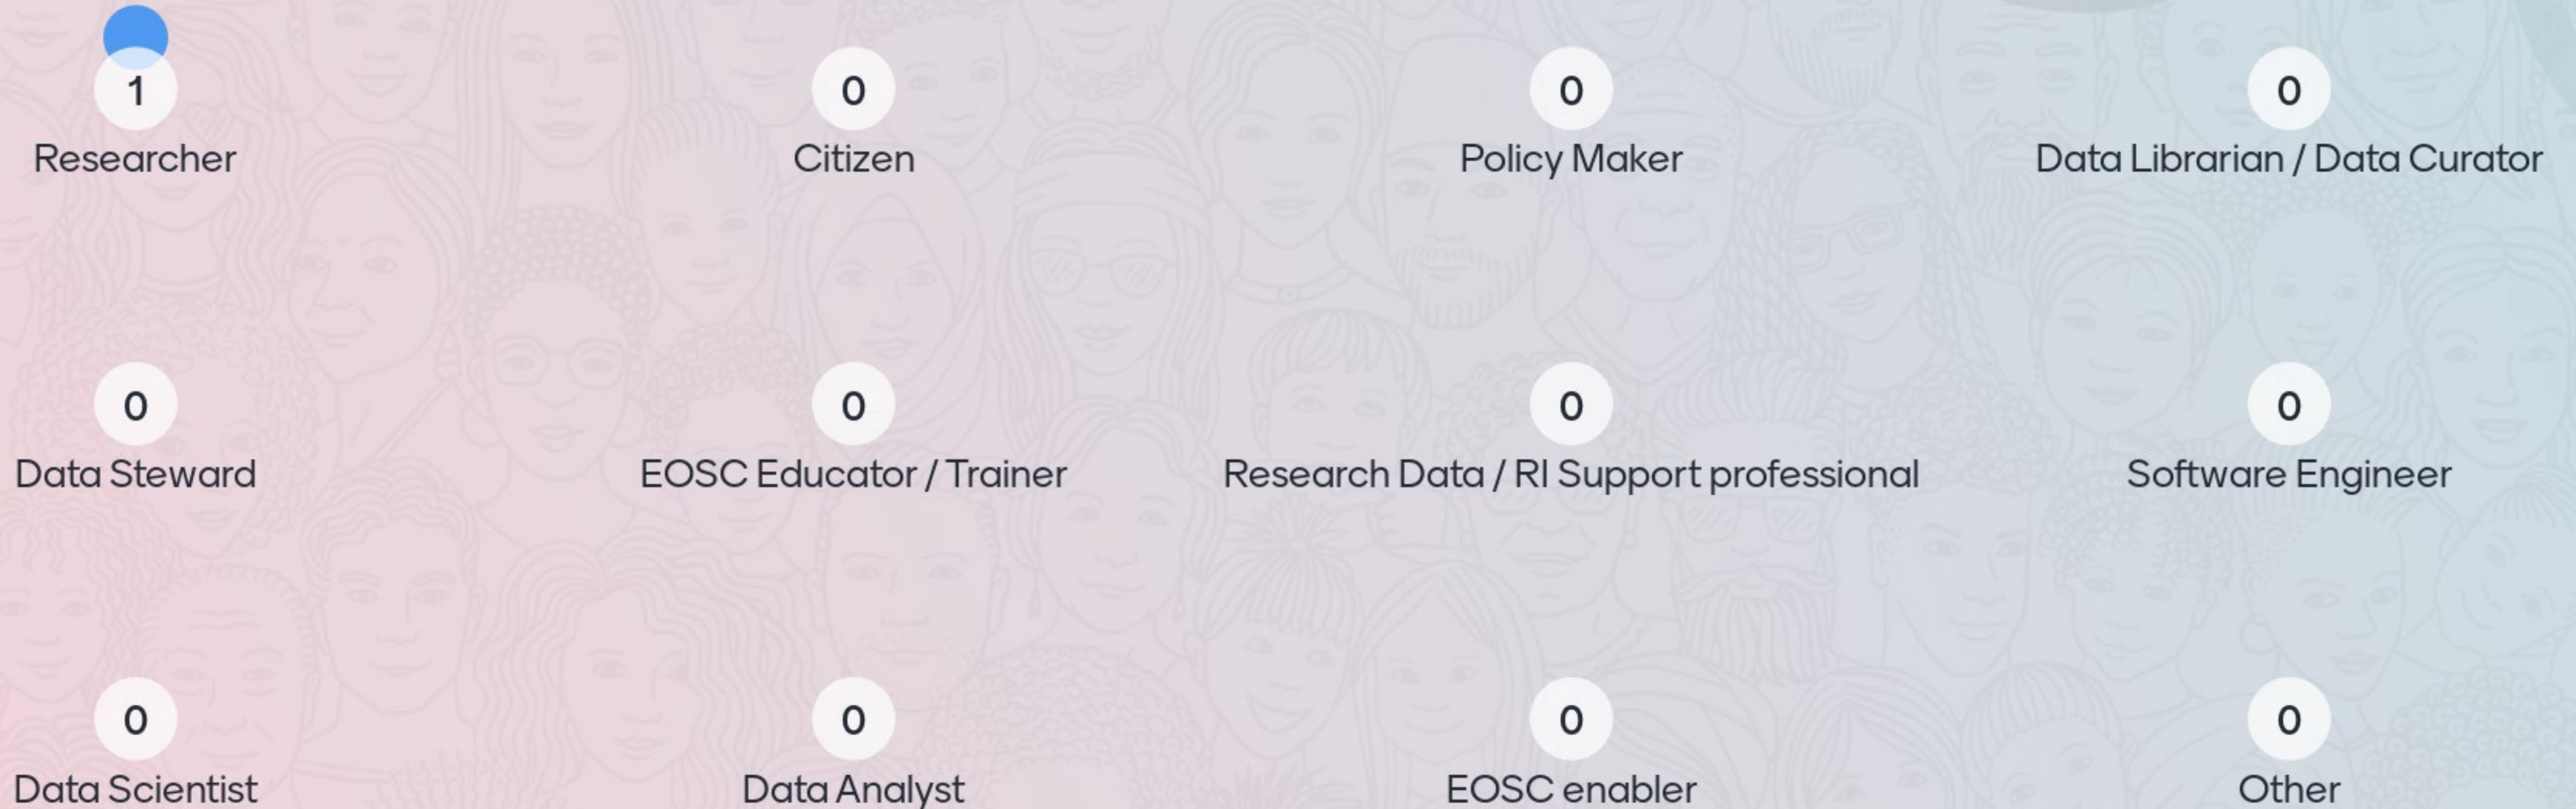 1 0 0 0
Researcher Citizen Policy Maker Data Librarian / Data Curator
0 0 0 0
Data Steward EOSC Educator / Trainer Research Data / RI Support professional Software Engineer
0 0 0 0
Data Scientist Data Analyst EOSC enabler Other